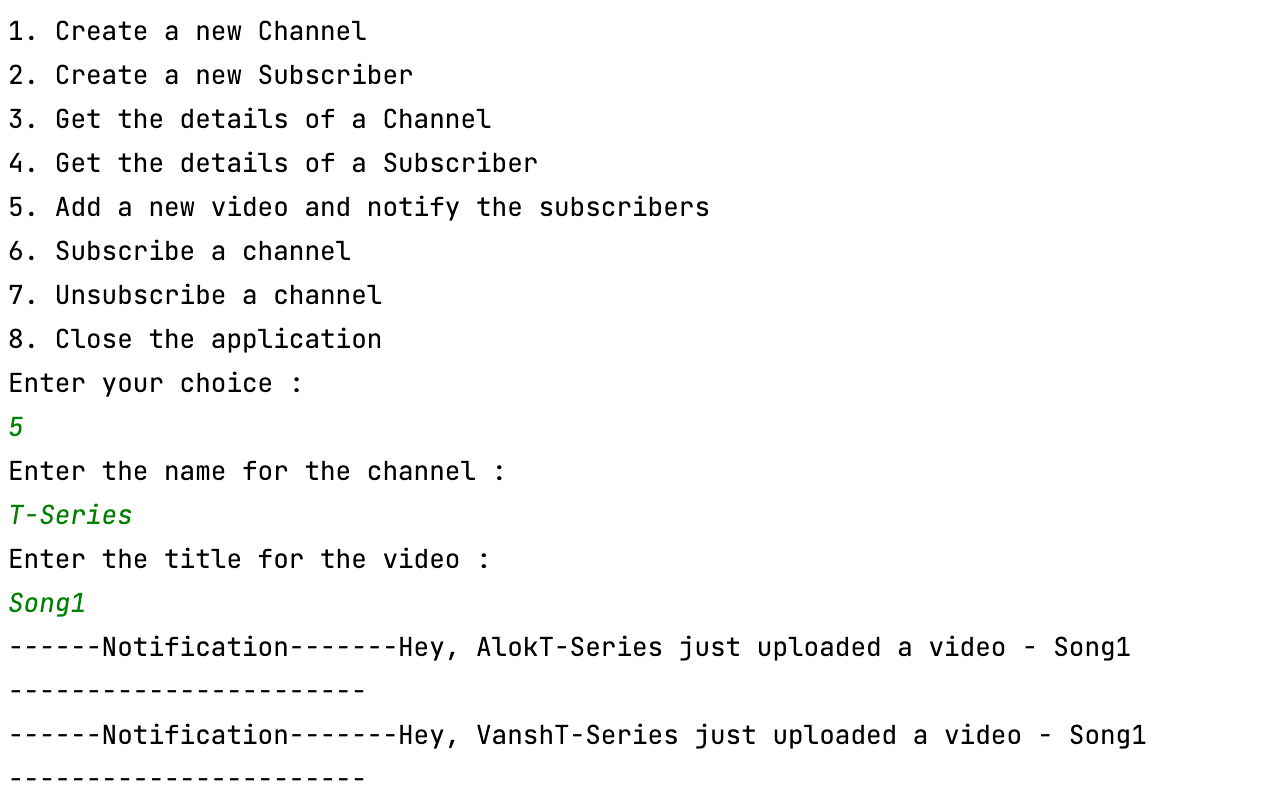 1. Create a new Channel
2. Create a new Subscriber
3. Get the details of a Channel
4. Get the details of a Subscriber
5. Add a new video and notify the subscribers
6. Subscribe a channel
7. Unsubscribe a channel
8. Close the application
Enter your choice :
5
Enter the name for the channel :
T-Series
Enter the title for the video :
Song1
------Notification-------Hey, AlokT-Series just uploaded a video - Song1
-----------------------
------Notification-------Hey, VanshT-Series just uploaded a video - Song1
-----------------------